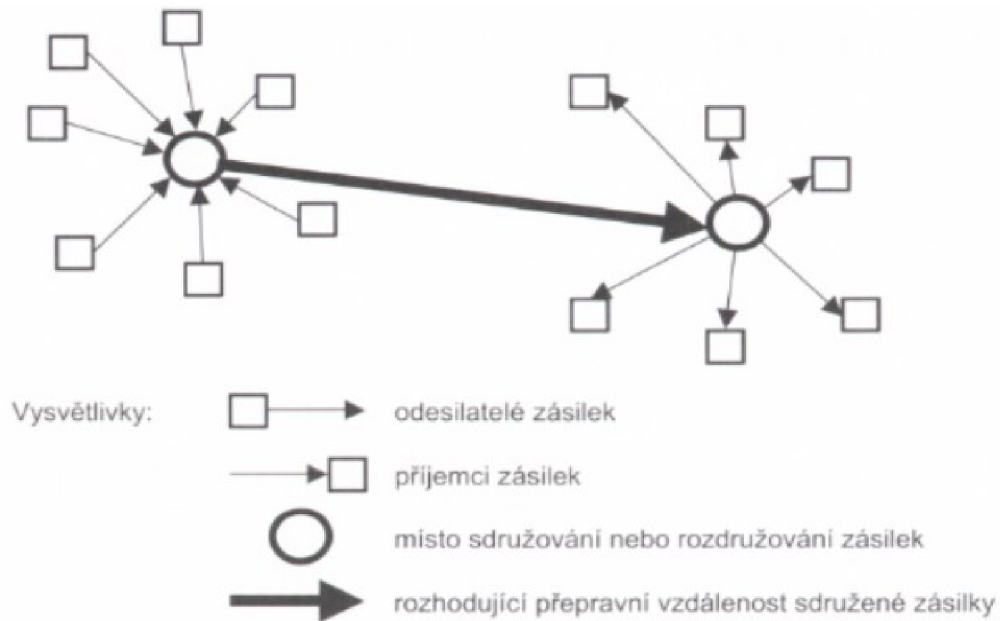 Vysvětlivky:
odesilatelé zásilek
příjemci zásilek
místo sdružování nebo rozdružování zásilek
rozhodující přepravní vzdálenost sdružené zásilky